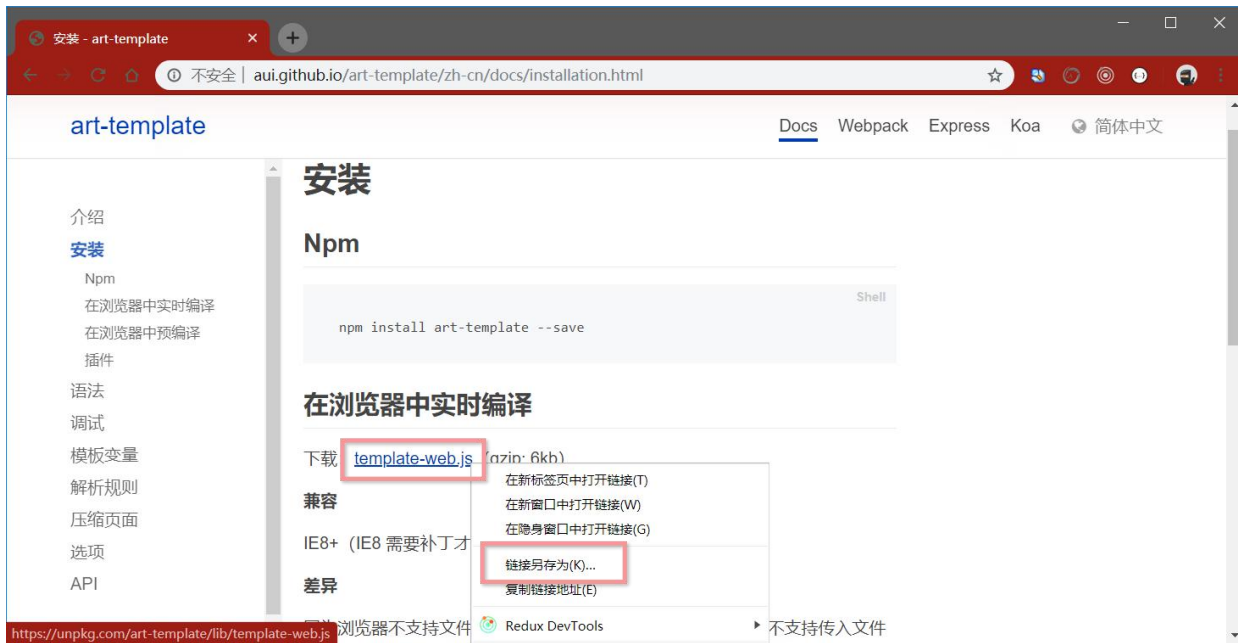 安装 - art-template
不安全 | aui.github.io/art-template/zh-cn/docs/installation.html
art-template
Docs Webpack Express Koa 简体中文
介绍
安装
Npm
在浏览器中实时编译
在浏览器中预编译
插件
语法
调试
模板变量
解析规则
压缩页面
选项
API
安装
Npm
Shell
npm install art-template --save
在浏览器中实时编译
下载 template-web.js (gzip: 6kb)
兼容
IE8+（IE8 需要补丁才
差异
浏览器不支持文件
不支持传入文件
在新标签页中打开链接(T)
在新窗口中打开链接(W)
在隐身窗口中打开链接(G)
链接另存为(K)...
复制链接地址(E)
Redux DevTools
https://unpkg.com/art-template/lib/template-web.js